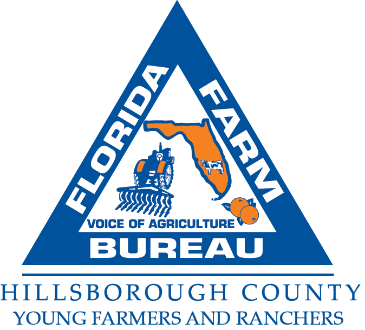 FLORIDA
FARM
VOICE OF AGRICULTURE
BUREAU
HILLSBOROUGH COUNTY
YOUNG FARMERS AND RANCHERS